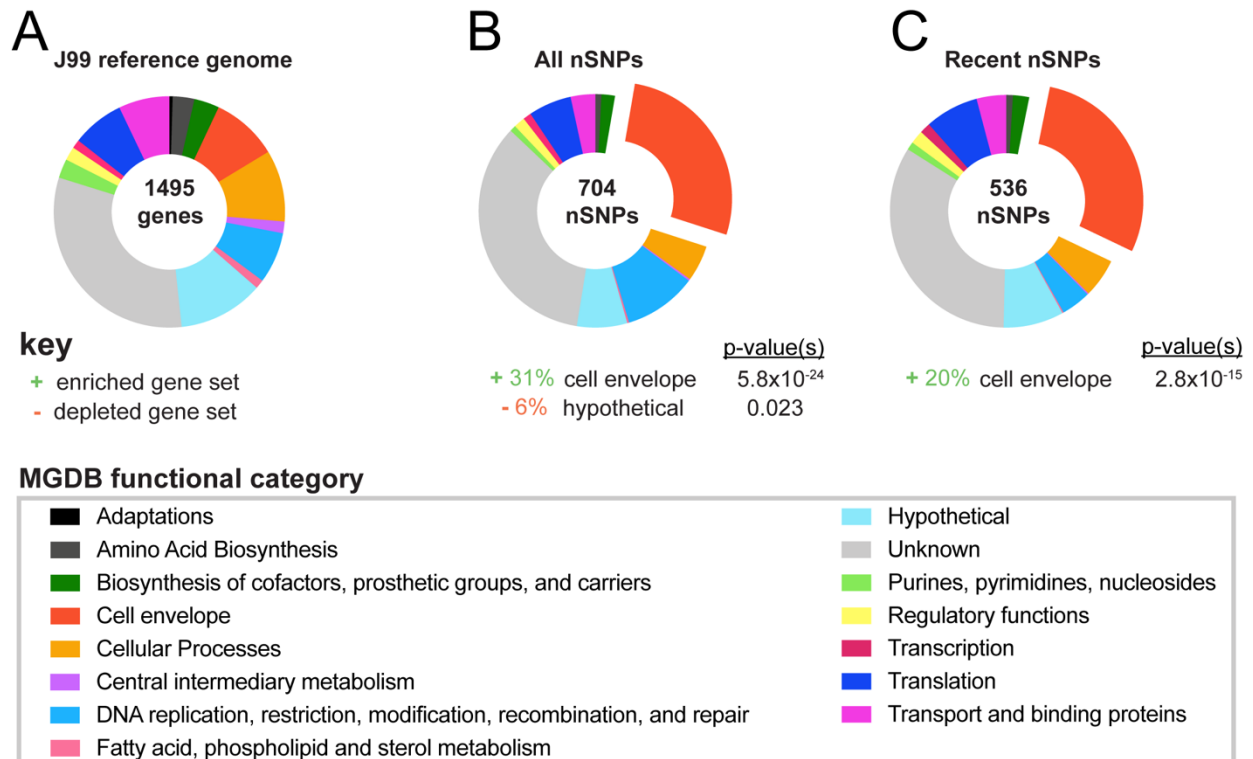 A
J99 reference genome
1495
genes
B
All nSNPs
704
nSNPs
C
Recent nSNPs
536
nSNPs
key
+ enriched gene set
- depleted gene set
p-value(s)
+ 31% cell envelope 5.8x10⁻²⁴
- 6% hypothetical 0.023
p-value(s)
+ 20% cell envelope 2.8x10⁻¹⁵
MGDB functional category
Adaptations
Amino Acid Biosynthesis
Biosynthesis of cofactors, prosthetic groups, and carriers
Cell envelope
Cellular Processes
Central intermediary metabolism
DNA replication, restriction, modification, recombination, and repair
Fatty acid, phospholipid and sterol metabolism
Hypothetical
Unknown
Purines, pyrimidines, nucleosides
Regulatory functions
Transcription
Translation
Transport and binding proteins